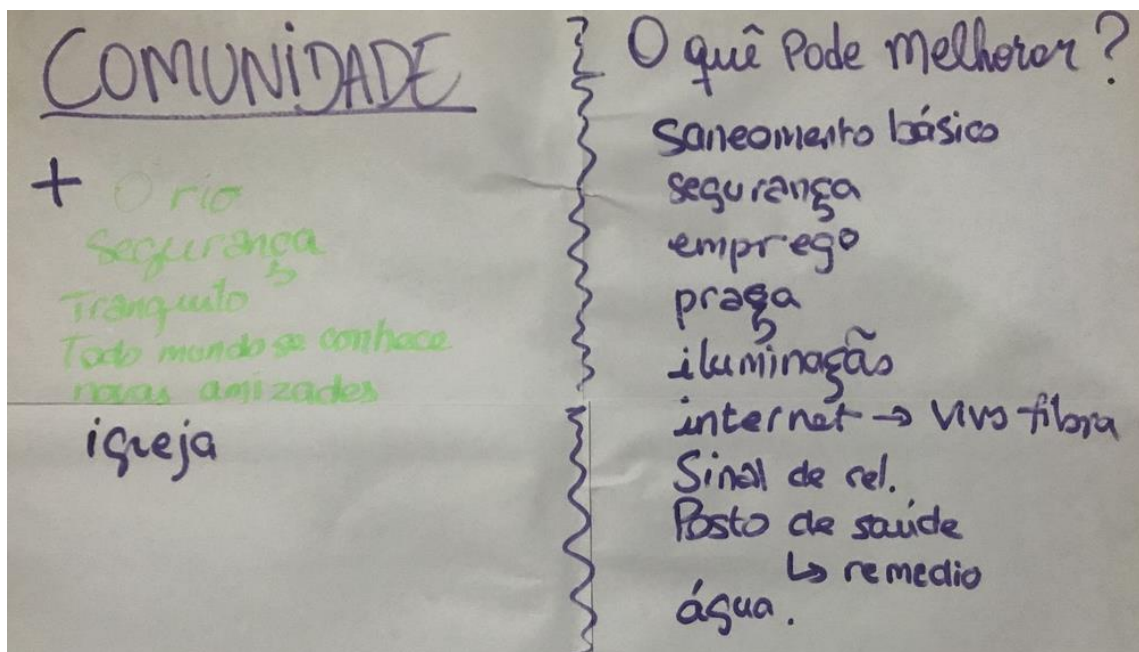 COMUNIDADE
+ O rio
Segurança
Tranquilo
Todo mundo se conhece
novas amizades
igreja
O quê Pode Melhorar?
Saneamento básico
segurança
emprego
praça
iluminação
internet → Vivo fibra
Sinal de cel.
Posto de saúde
↳ remedio
água.